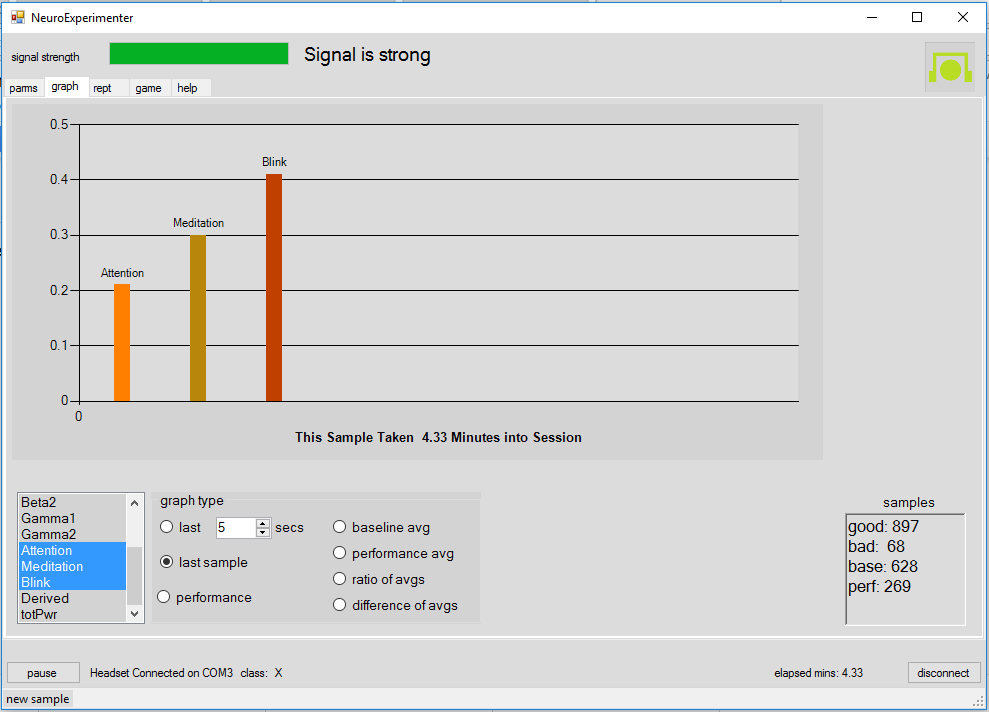 NeuroExperimenter
signal strength
Signal is strong
parms graph rept game help
0.5
0.4
0.3
0.2
0.1
0
Blink
Meditation
Attention
0
This Sample Taken 4.33 Minutes into Session
Beta2
Gamma1
Gamma2
Attention
Meditation
Blink
Derived
totPwr
graph type
last 5 secs
last sample
performance
baseline avg
performance avg
ratio of avgs
difference of avgs
samples
good: 897
bad: 68
base: 628
perf: 269
pause
Headset Connected on COM3 class: X
elapsed mins: 4.33
disconnect
new sample